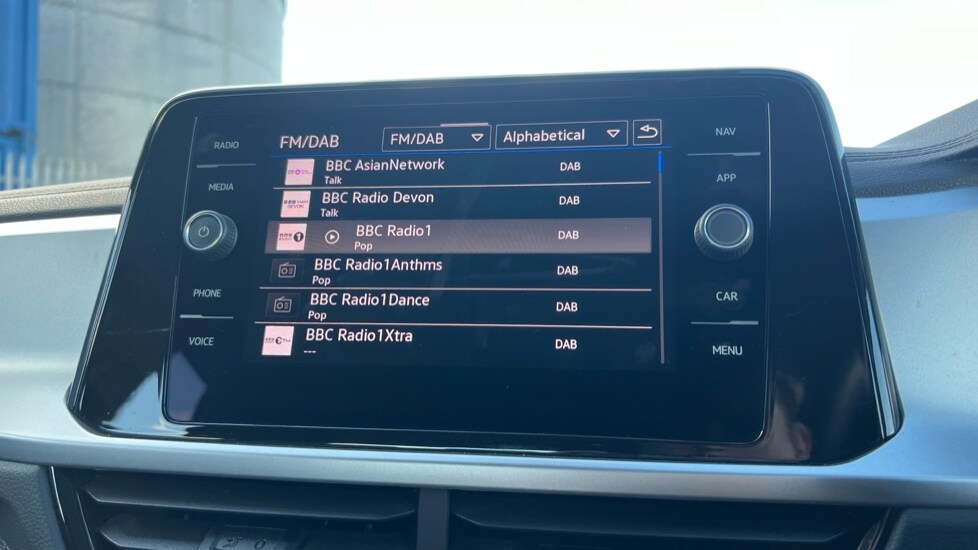 RADIO
MEDIA
PHONE
VOICE
FM/DAB
FM/DAB
Alphabetical
BBC AsianNetwork
Talk
DAB
BBC Radio Devon
Talk
DAB
BBC Radio1
Pop
DAB
BBC Radio1Anthms
Pop
DAB
BBC Radio1Dance
Pop
DAB
BBC Radio1Xtra
---
DAB
NAV
APP
CAR
MENU